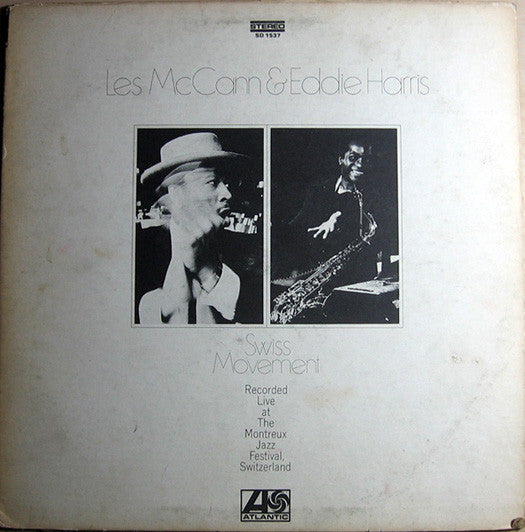 STEREO
SD 1537
Les McCann & Eddie Harris
Swiss
Movement
Recorded
Live
at
The
Montreux
Jazz
Festival,
Switzerland
ATLANTIC